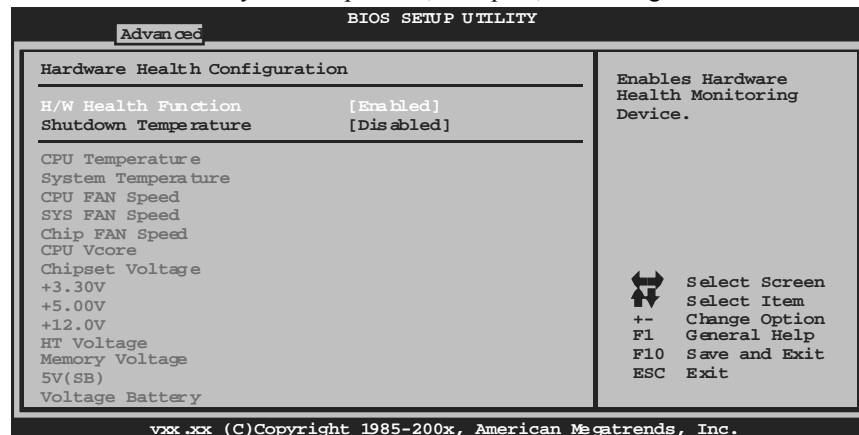 BIOS SETUP UTILITY
Advanced
Hardware Health Configuration
H/W Health Function [Enabled]
Shutdown Temperature [Disabled]
CPU Temperature
System Temperature
CPU FAN Speed
SYS FAN Speed
Chip FAN Speed
CPU Vcore
Chipset Voltage
+3.30V
+5.00V
+12.0V
HT Voltage
Memory Voltage
5V(SB)
Voltage Battery
Enables Hardware
Health Monitoring
Device.
Select Screen
Select Item
+- Change Option
F1 General Help
F10 Save and Exit
ESC Exit
vxx.xx (C)Copyright 1985-200x, American Megatrends, Inc.